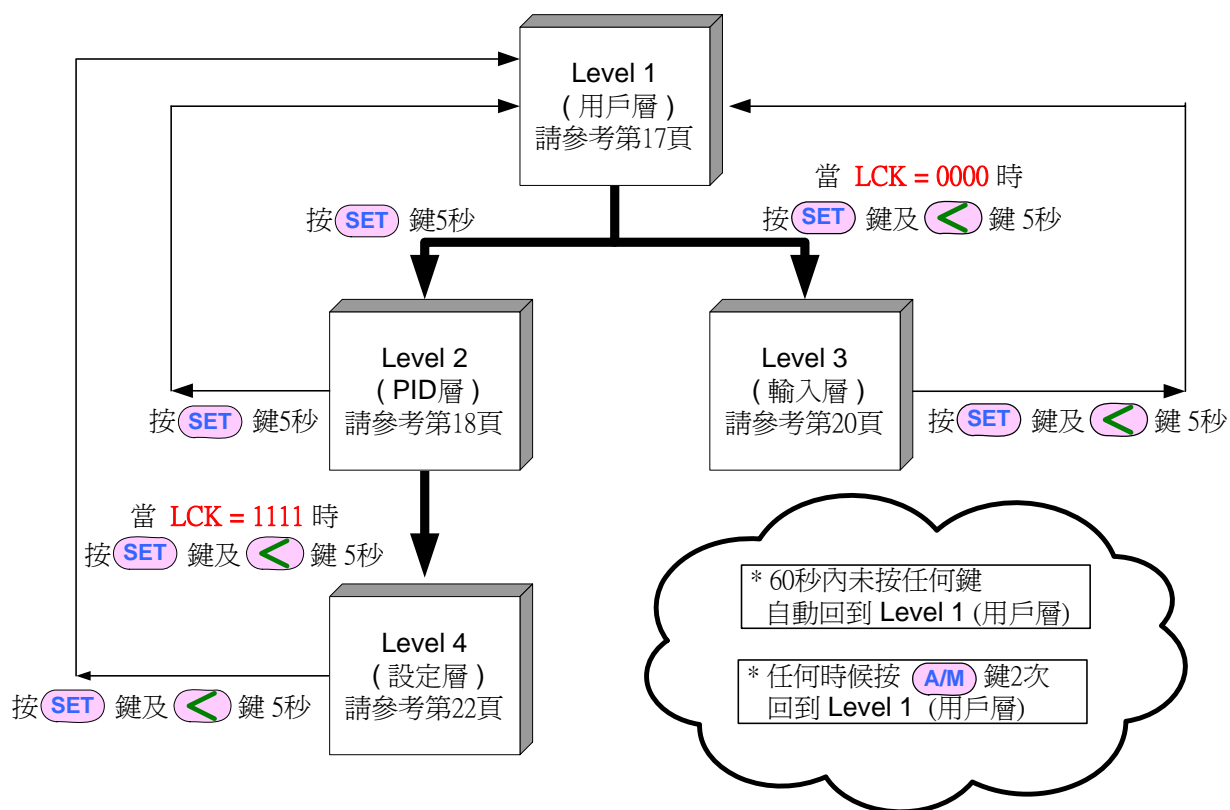 Level 1
( 用戶層 )
請參考第17頁
當 LCK = 0000 時
按 SET 鍵及 < 鍵 5秒
按 SET 鍵5秒
Level 2
( PID層 )
請參考第18頁
Level 3
( 輸入層 )
請參考第20頁
按 SET 鍵5秒
按 SET 鍵及 < 鍵 5秒
當 LCK = 1111 時
按 SET 鍵及 < 鍵 5秒
Level 4
( 設定層 )
請參考第22頁
按 SET 鍵及 < 鍵 5秒
* 60秒內未按任何鍵
自動回到 Level 1 (用戶層)
* 任何時候按 A/M 鍵2次
回到 Level 1 (用戶層)